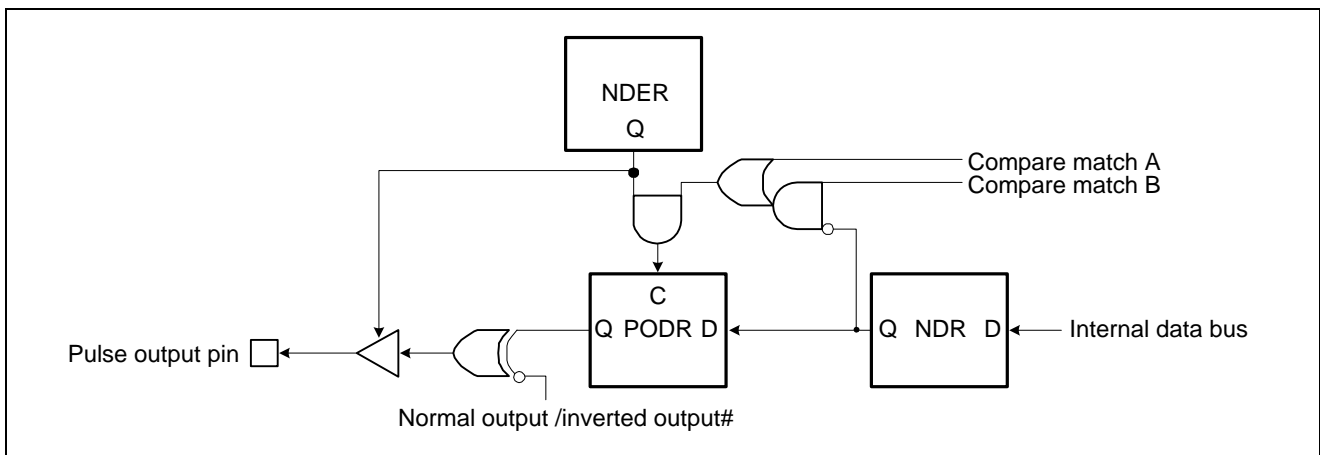 NDER
Q
Compare match A
Compare match B
C
Q PODR D
Q NDR D
Internal data bus
Pulse output pin
Normal output /inverted output#